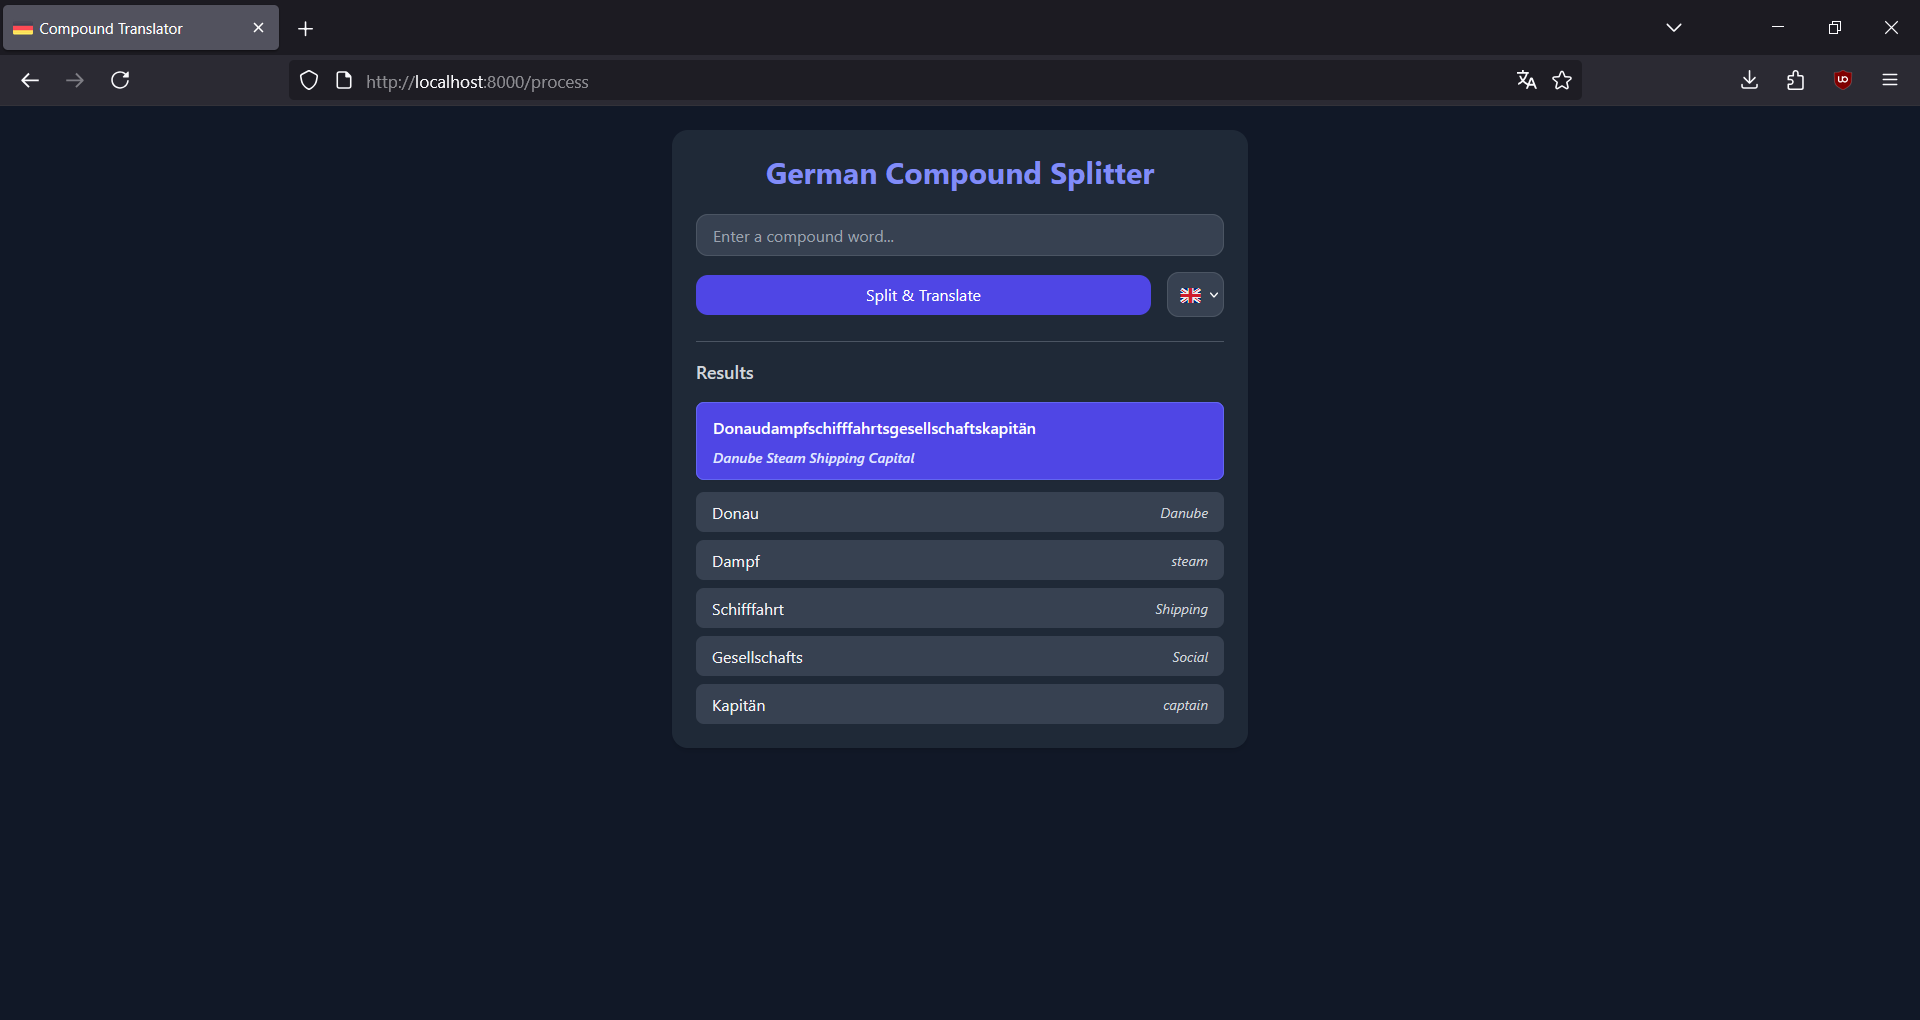 Compound Translator
http://localhost:8000/process
German Compound Splitter
Enter a compound word...
Split & Translate
Results
Donaudampfschifffahrtsgesellschaftskapitän
Danube Steam Shipping Capital
Donau Danube
Dampf steam
Schifffahrt Shipping
Gesellschafts Social
Kapitän captain